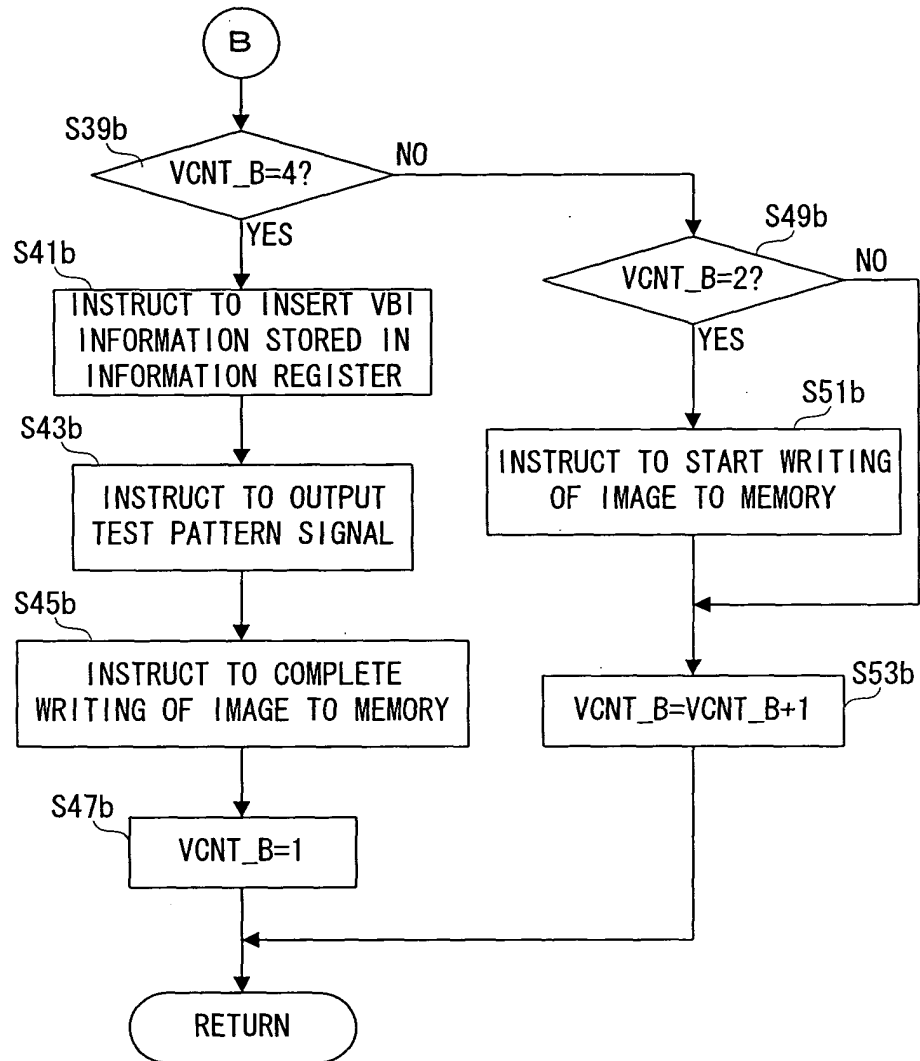 B
S39b
VCNT_B=4?
NO
YES
S41b
INSTRUCT TO INSERT VBI
INFORMATION STORED IN
INFORMATION REGISTER
S43b
INSTRUCT TO OUTPUT
TEST PATTERN SIGNAL
S45b
INSTRUCT TO COMPLETE
WRITING OF IMAGE TO MEMORY
S47b
VCNT_B=1
S49b
VCNT_B=2?
NO
YES
S51b
INSTRUCT TO START WRITING
OF IMAGE TO MEMORY
S53b
VCNT_B=VCNT_B+1
RETURN